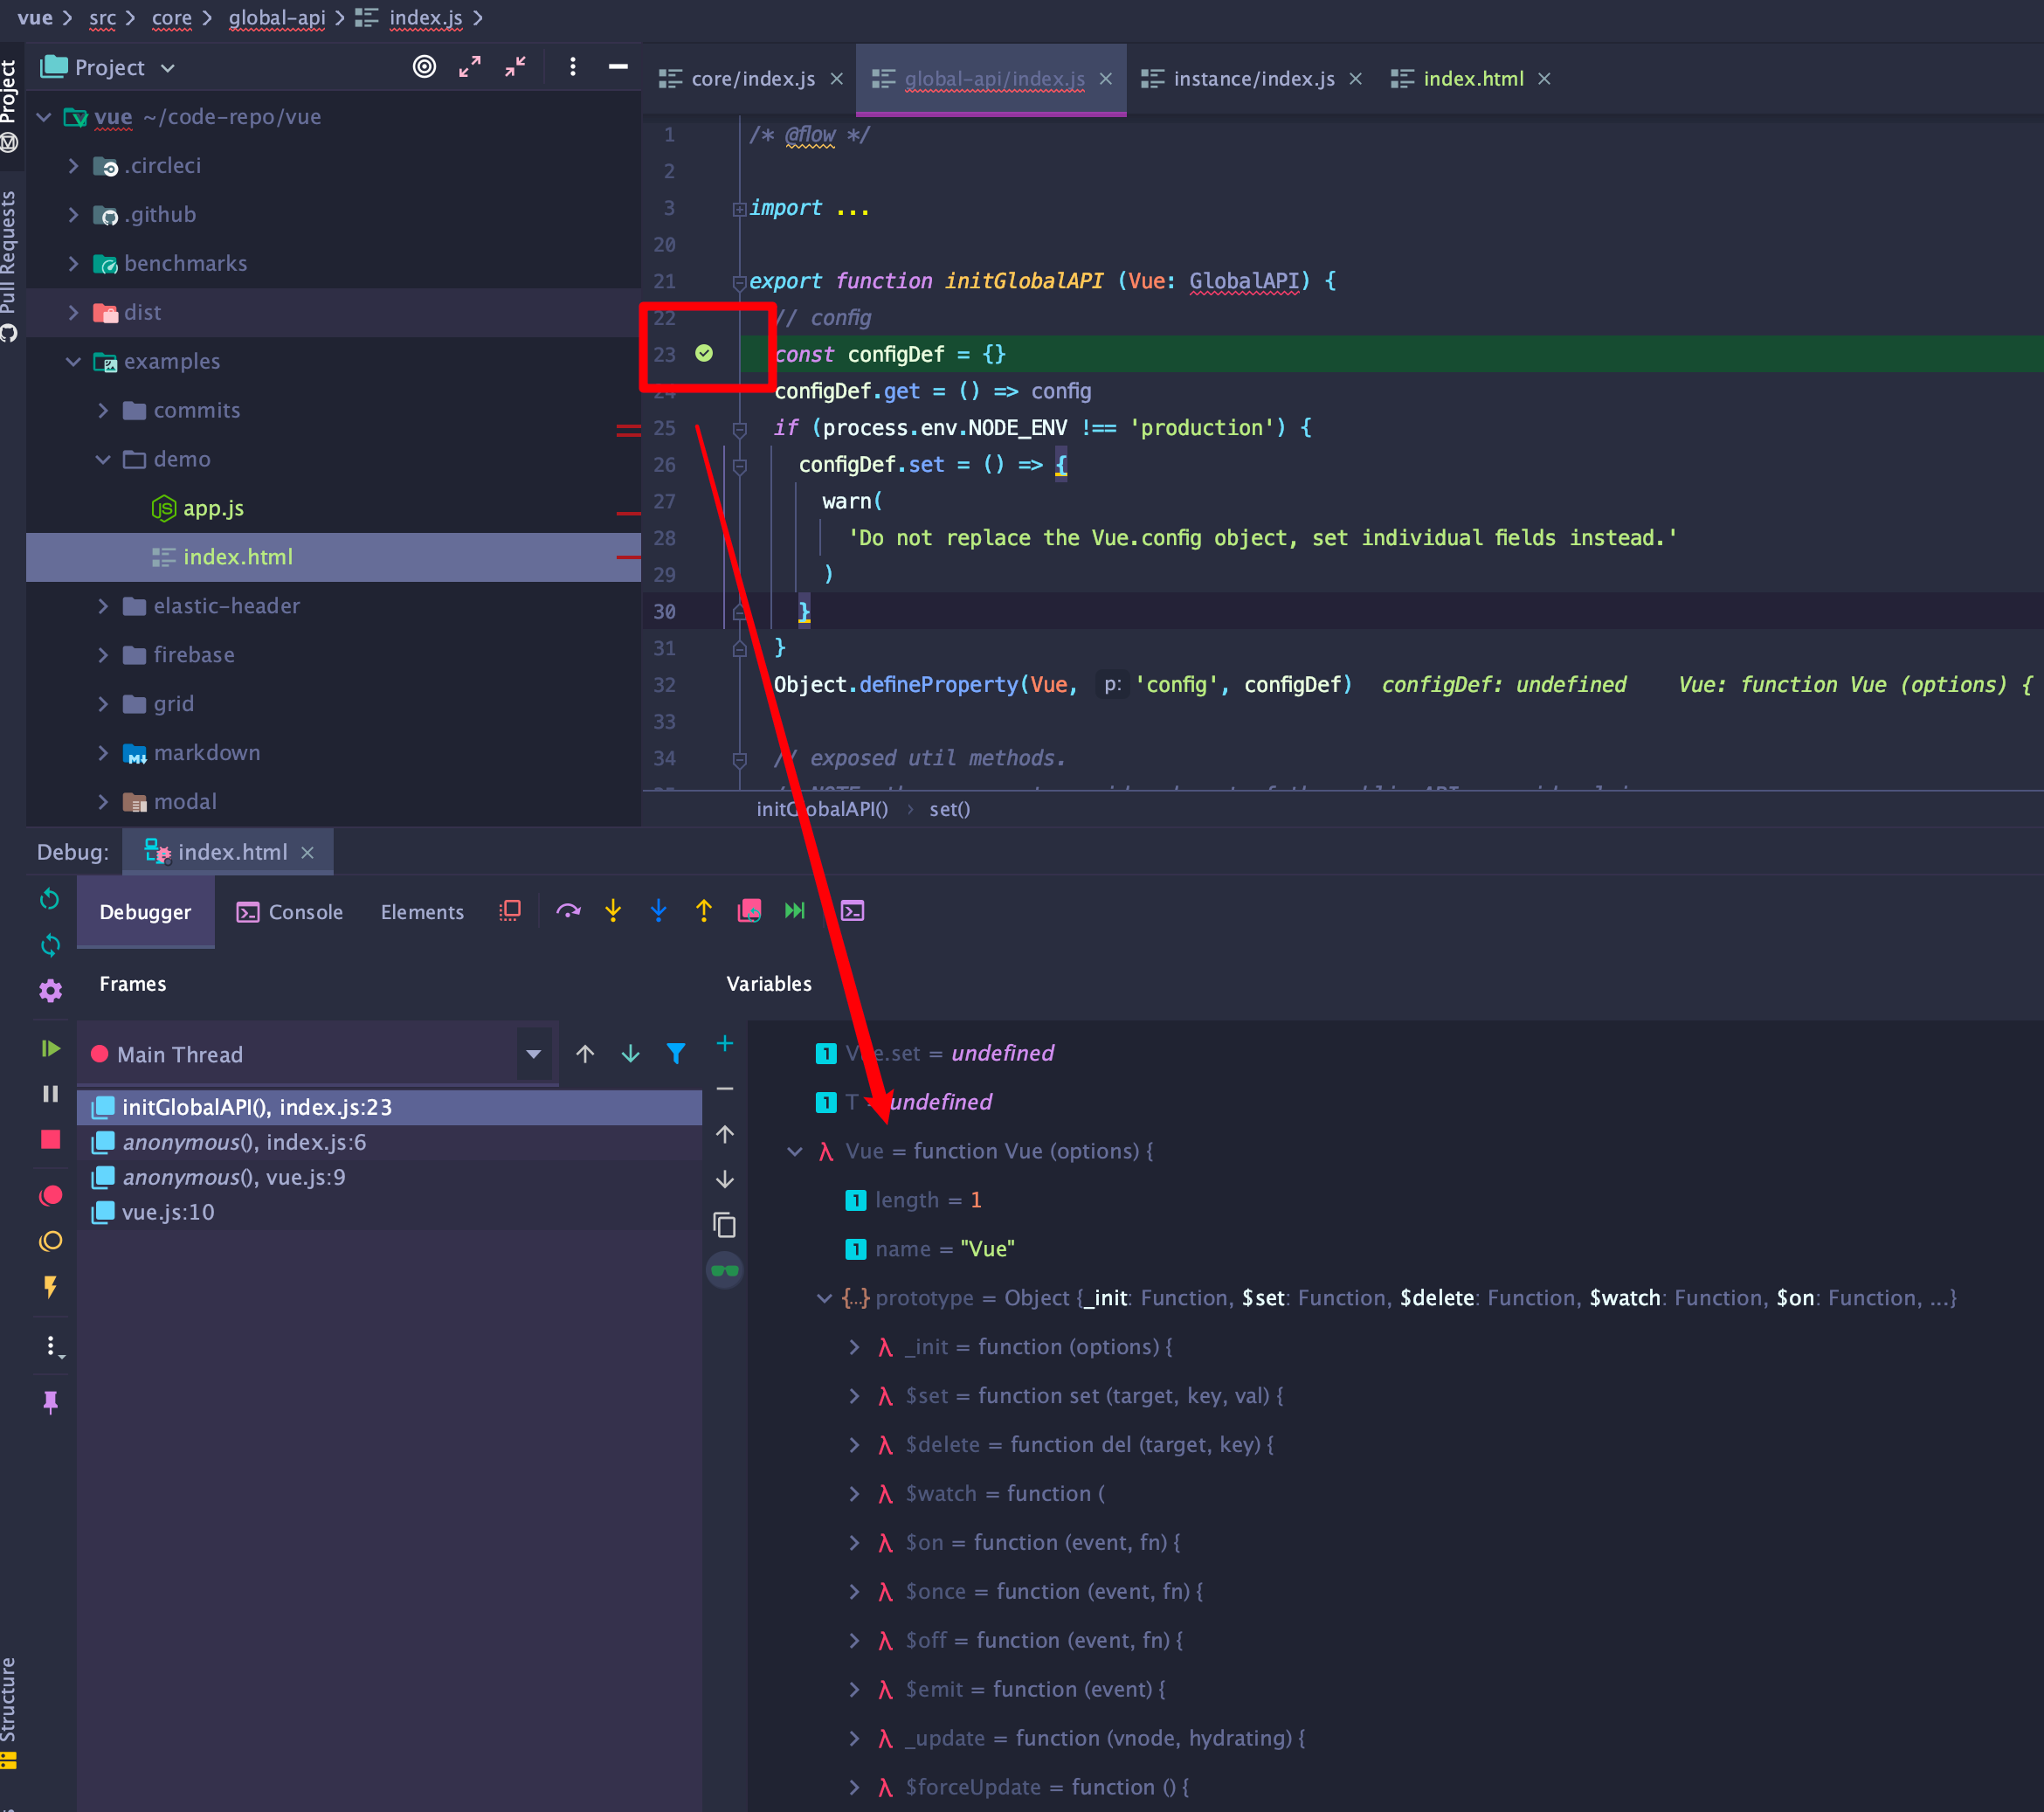 vue
src
core
global-api
index.js
Project
Pull Requests
Structure
Project
vue ~/code-repo/vue
.circleci
.github
benchmarks
dist
examples
commits
demo
app.js
index.html
elastic-header
firebase
grid
markdown
modal
core/index.js
global-api/index.js
instance/index.js
index.html
1 /* @flow */
2
3 import ...
20
21 export function initGlobalAPI (Vue: GlobalAPI) {
22 // config
23 const configDef = {}
24 configDef.get = () => config
25 if (process.env.NODE_ENV !== 'production') {
26 configDef.set = () => {
27 warn(
28 'Do not replace the Vue.config object, set individual fields instead.'
29 )
30 }
31 }
32 Object.defineProperty(Vue, p: 'config', configDef) configDef: undefined Vue: function Vue (options) {
33
34 // exposed util methods.
initGlobalAPI() set()
Debug: index.html
Debugger Console Elements
Frames
Main Thread
initGlobalAPI(), index.js:23
anonymous(), index.js:6
anonymous(), vue.js:9
vue.js:10
Variables
Vue.set = undefined
T = undefined
Vue = function Vue (options) {
length = 1
name = "Vue"
prototype = Object {_init: Function, $set: Function, $delete: Function, $watch: Function, $on: Function, ...}
_init = function (options) {
$set = function set (target, key, val) {
$delete = function del (target, key) {
$watch = function (
$on = function (event, fn) {
$once = function (event, fn) {
$off = function (event, fn) {
$emit = function (event) {
_update = function (vnode, hydrating) {
$forceUpdate = function () {